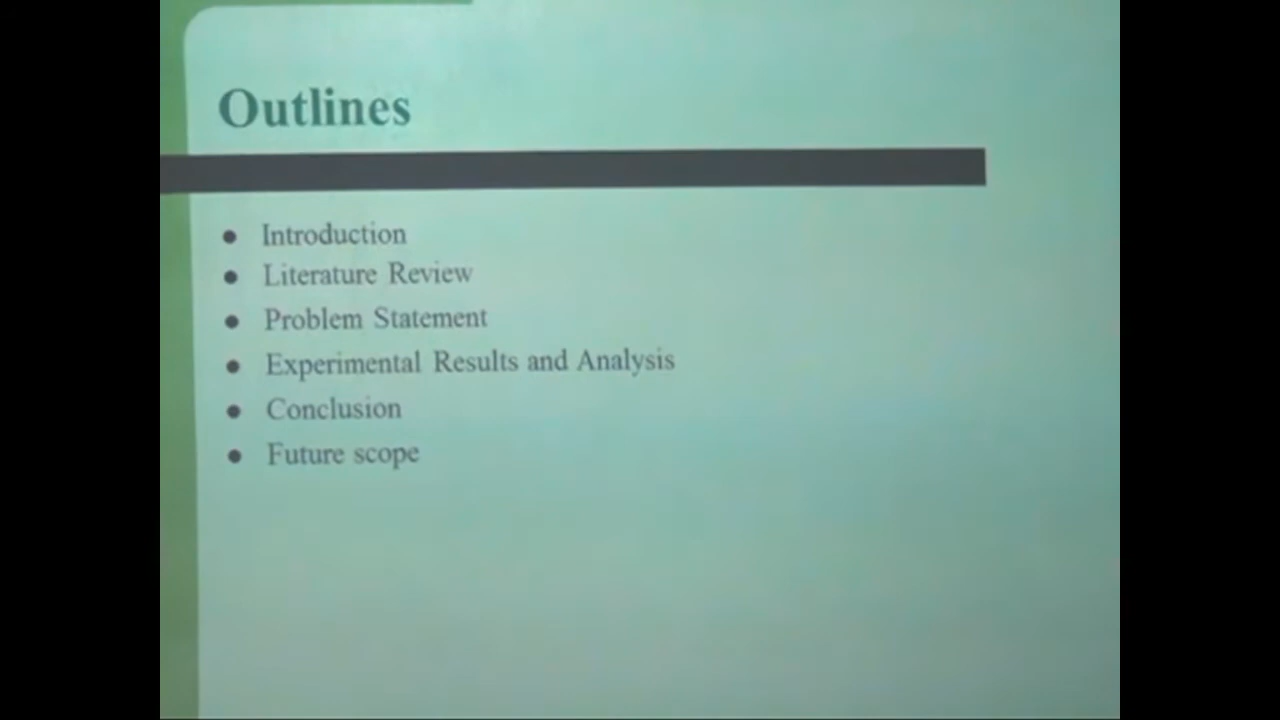 Outlines
● Introduction
● Literature Review
● Problem Statement
● Experimental Results and Analysis
● Conclusion
● Future scope